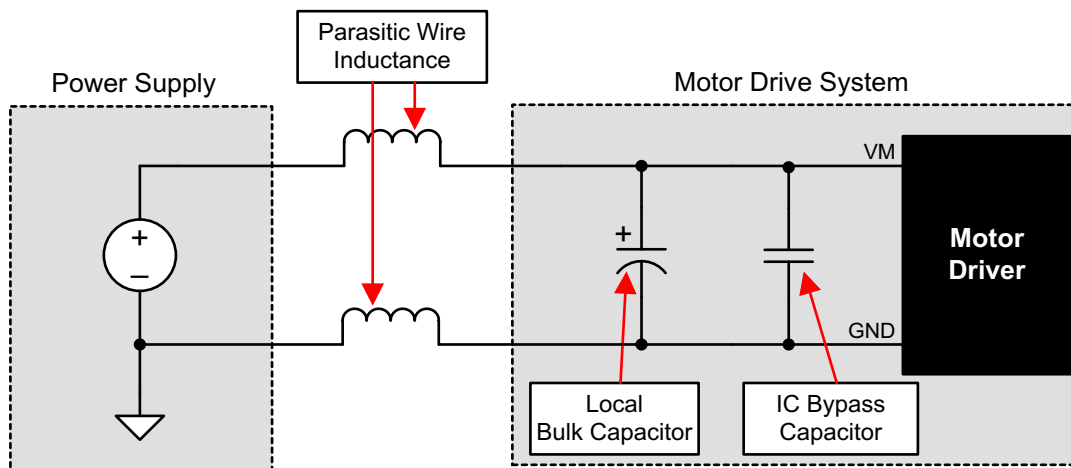 Parasitic Wire
Inductance
Power Supply
Motor Drive System
VM
+
+
−
Motor
Driver
GND
Local
Bulk Capacitor
IC Bypass
Capacitor